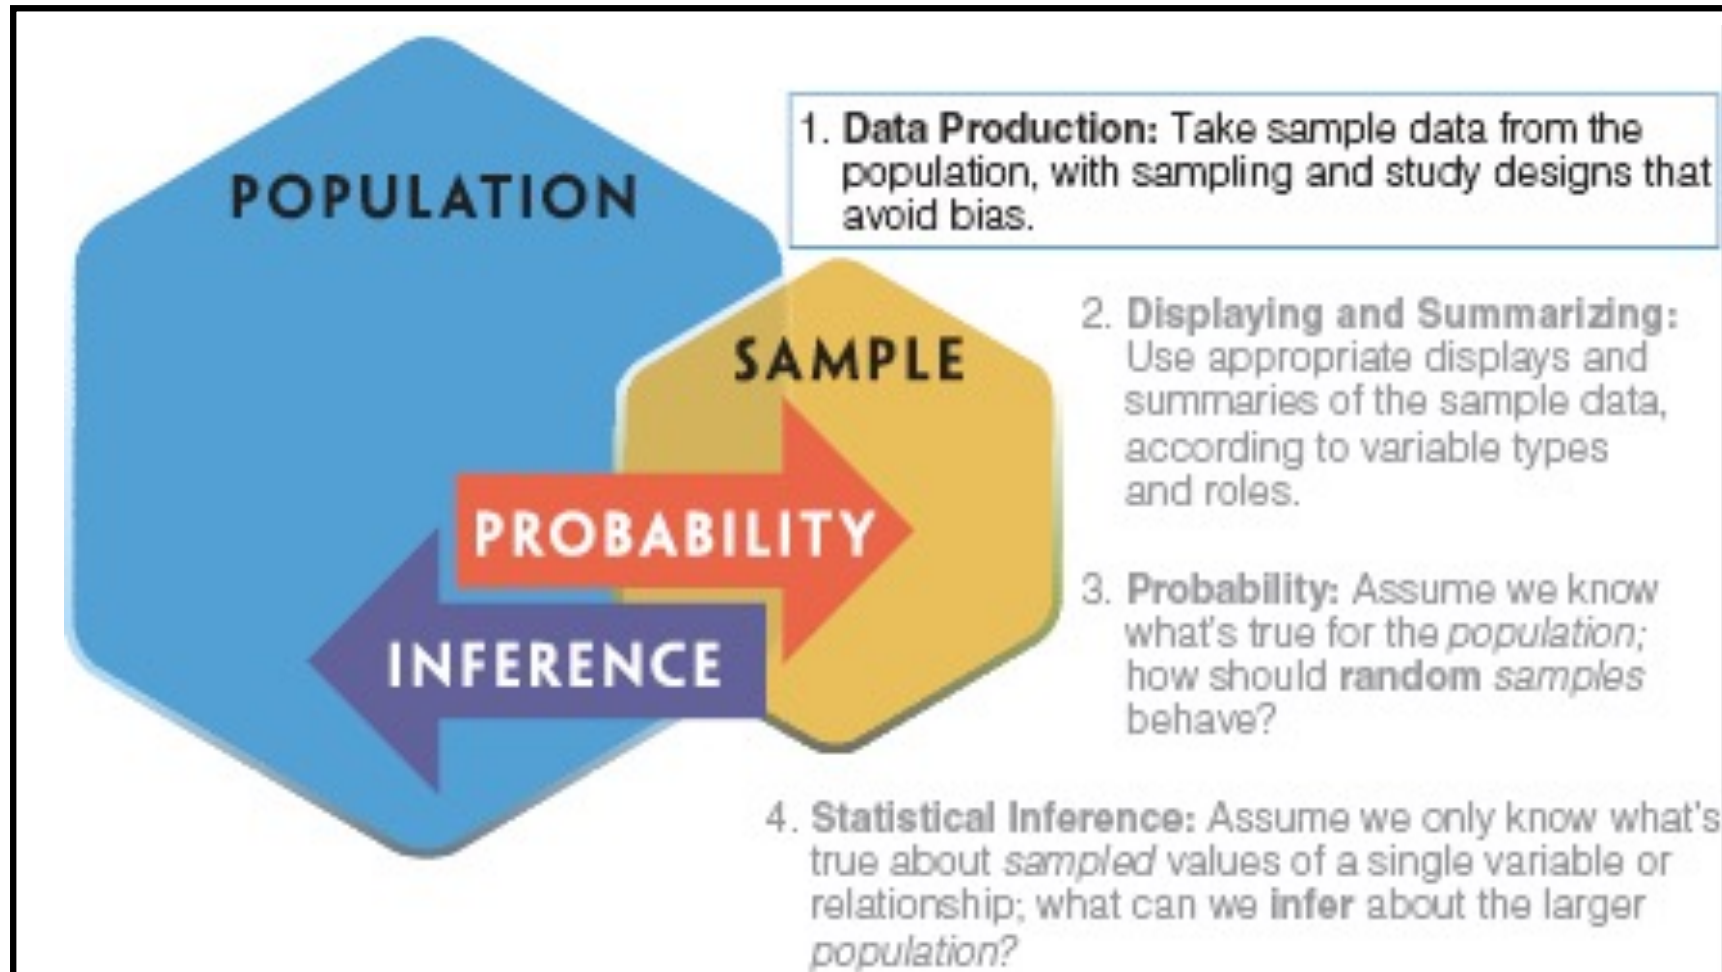 POPULATION
1. Data Production: Take sample data from the
population, with sampling and study designs that
avoid bias.
SAMPLE
2. Displaying and Summarizing:
Use appropriate displays and
summaries of the sample data,
according to variable types
and roles.
PROBABILITY
INFERENCE
3. Probability: Assume we know
what's true for the population;
how should random samples
behave?
4. Statistical Inference: Assume we only know what's
true about sampled values of a single variable or
relationship; what can we infer about the larger
population?